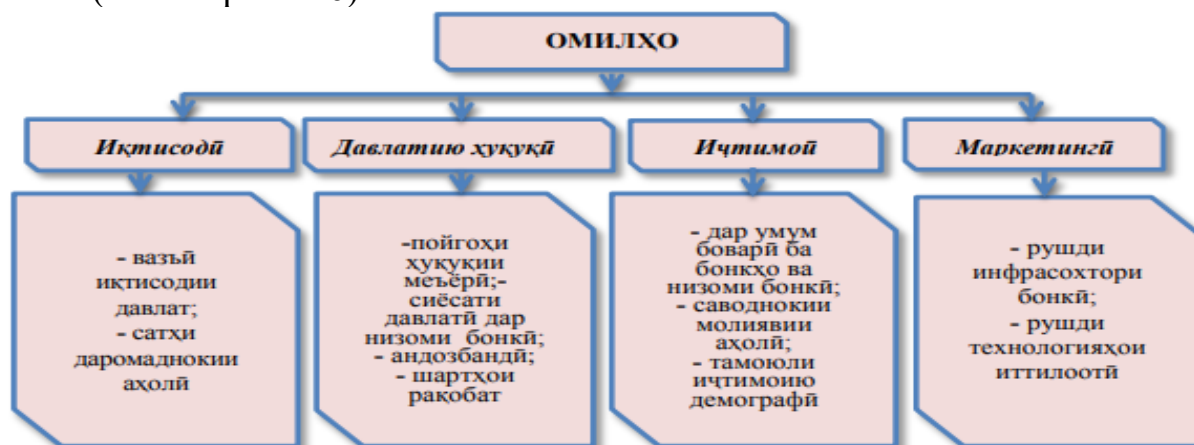 ОМИЛҲО
Иқтисодӣ
Давлатию ҳуқуқӣ
Иҷтимоӣ
Маркетингӣ
- вазъӣ
иқтисодии
давлат;
- сатҳи
даромаднокии
аҳолӣ
-пойгоҳи
ҳуқуқии
меъёрӣ;-
сиёсати
давлатӣ дар
низоми бонкӣ;
- андозбандӣ;
- шартҳои
рақобат
- дар умум
боварӣ ба
бонкҳо ва
низоми бонкӣ;
- саводнокии
молиявии
аҳолӣ;
- тамоюли
иҷтимоию
демографӣ
- рушди
инфрасохтори
бонкӣ;
- рушди
технологияҳои
иттилоотӣ